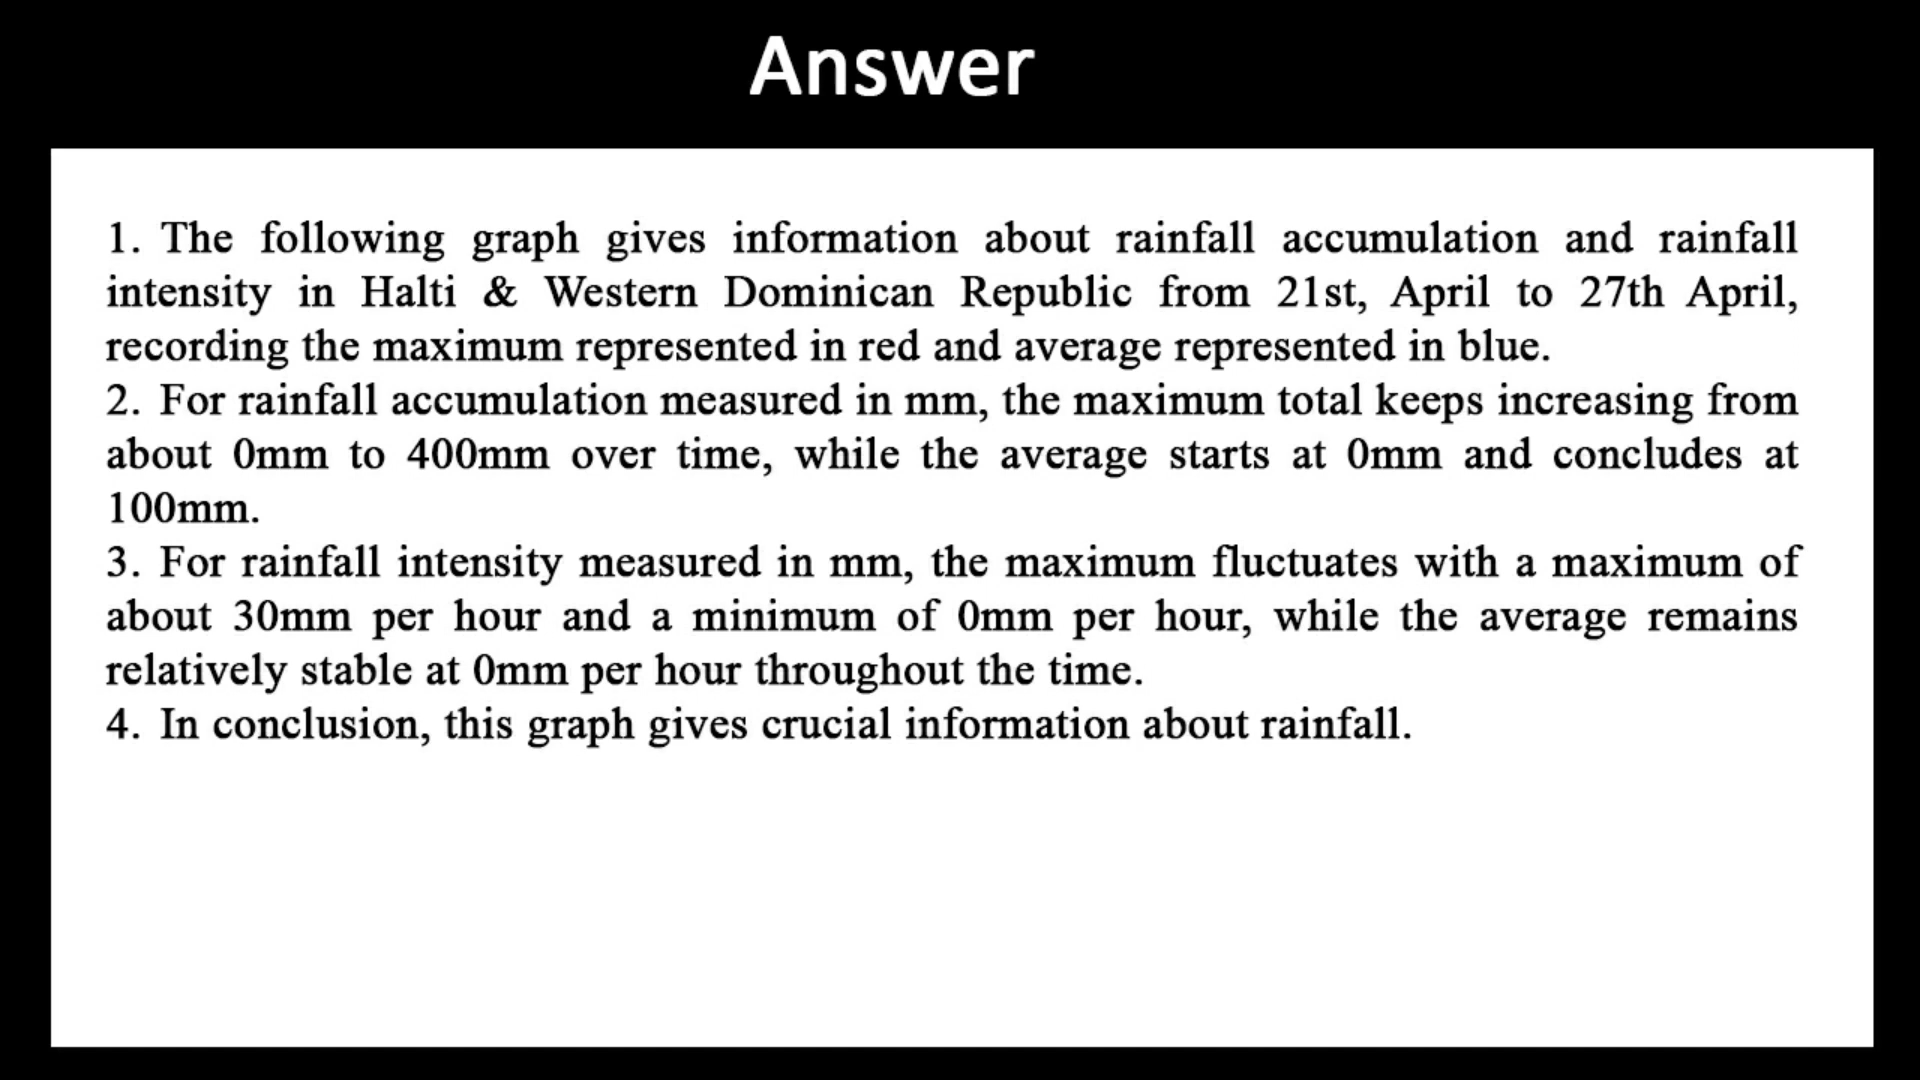 Answer
1. The following graph gives information about rainfall accumulation and rainfall
intensity in Halti & Western Dominican Republic from 21st, April to 27th April,
recording the maximum represented in red and average represented in blue.
2. For rainfall accumulation measured in mm, the maximum total keeps increasing from
about 0mm to 400mm over time, while the average starts at 0mm and concludes at
100mm.
3. For rainfall intensity measured in mm, the maximum fluctuates with a maximum of
about 30mm per hour and a minimum of 0mm per hour, while the average remains
relatively stable at 0mm per hour throughout the time.
4. In conclusion, this graph gives crucial information about rainfall.